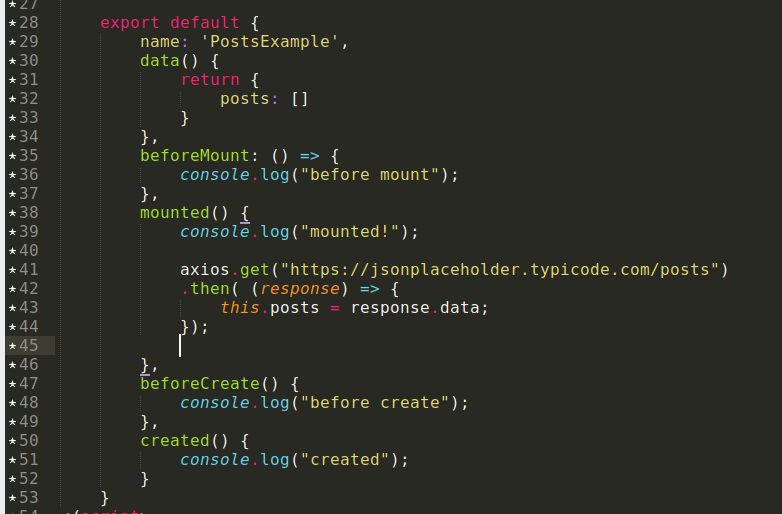 *27
*28 export default {
*29 name: 'PostsExample',
*30 data() {
*31 return {
*32 posts: []
*33 }
*34 },
*35 beforeMount: () => {
*36 console.log("before mount");
*37 },
*38 mounted() {
*39 console.log("mounted!");
*40
*41 axios.get("https://jsonplaceholder.typicode.com/posts")
*42 .then( (response) => {
*43 this.posts = response.data;
*44 });
*45
*46 },
*47 beforeCreate() {
*48 console.log("before create");
*49 },
*50 created() {
*51 console.log("created");
*52 }
*53 }